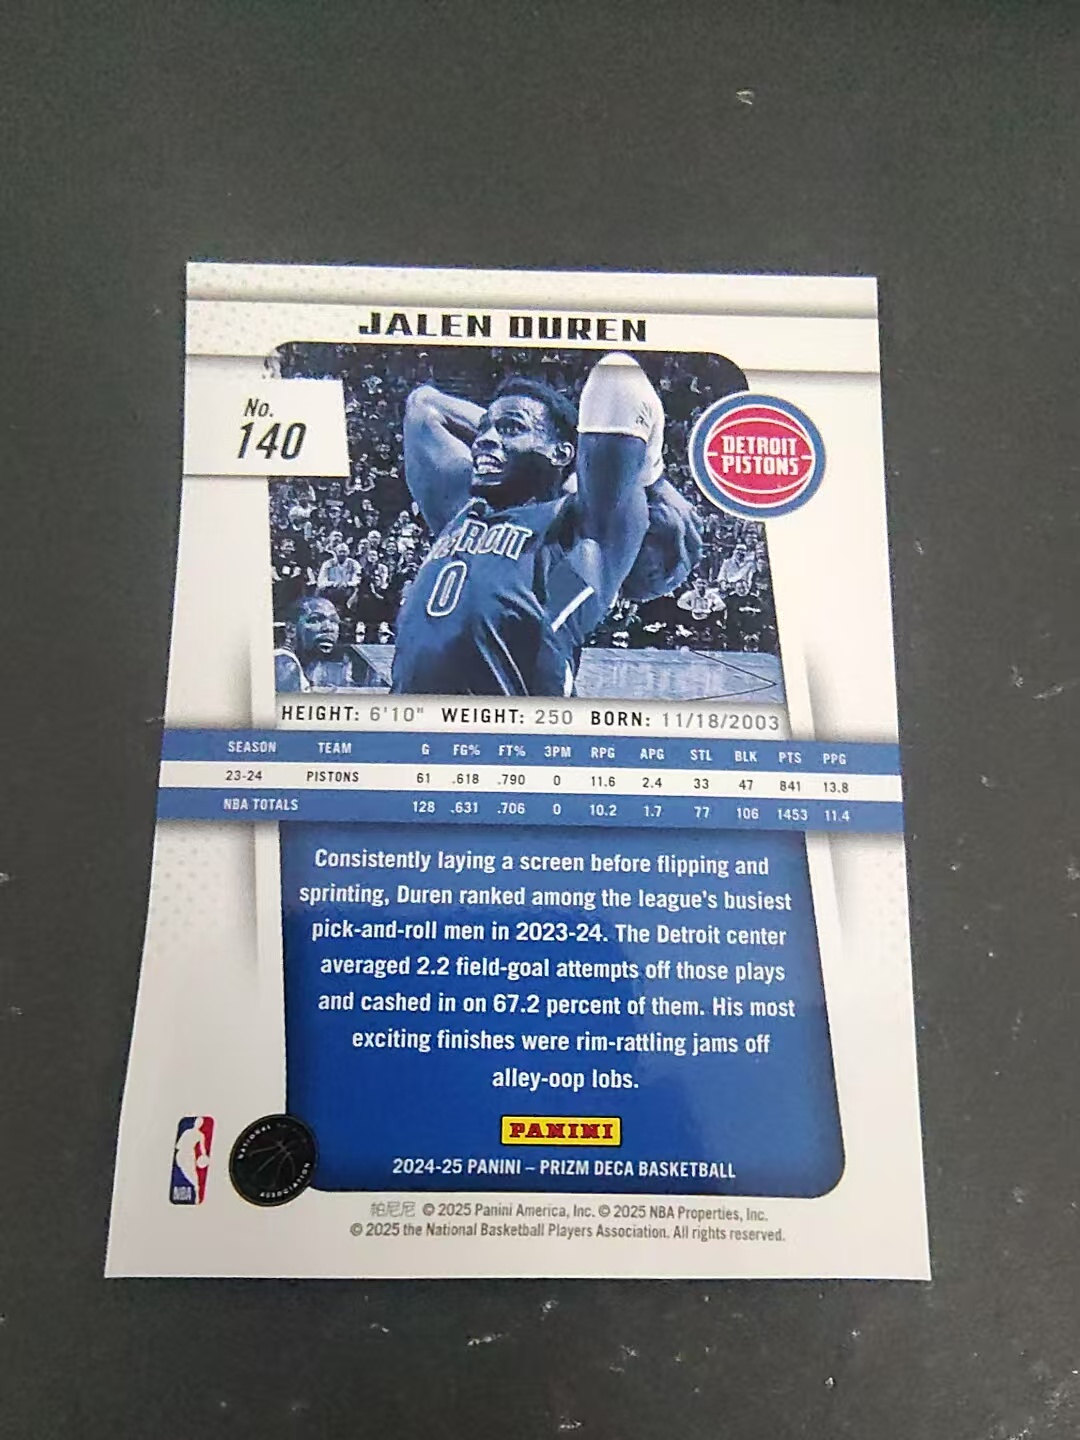 JALEN DUREN
No.
140
DETROIT
PISTONS
DETROIT
0
HEIGHT: 6'10" WEIGHT: 250 BORN: 11/18/2003
SEASON TEAM G FG% FT% 3PM RPG APG STL BLK PTS PPG
23-24 PISTONS 61 .618 .790 0 11.6 2.4 33 47 841 13.8
NBA TOTALS 128 .631 .706 0 10.2 1.7 77 106 1453 11.4
Consistently laying a screen before flipping and
sprinting, Duren ranked among the league's busiest
pick-and-roll men in 2023-24. The Detroit center
averaged 2.2 field-goal attempts off those plays
and cashed in on 67.2 percent of them. His most
exciting finishes were rim-rattling jams off
alley-oop lobs.
PANINI
2024-25 PANINI – PRIZM DECA BASKETBALL
NBA
NATIONAL
ASSOCIATION
帕尼尼 © 2025 Panini America, Inc. © 2025 NBA Properties, Inc.
© 2025 the National Basketball Players Association. All rights reserved.